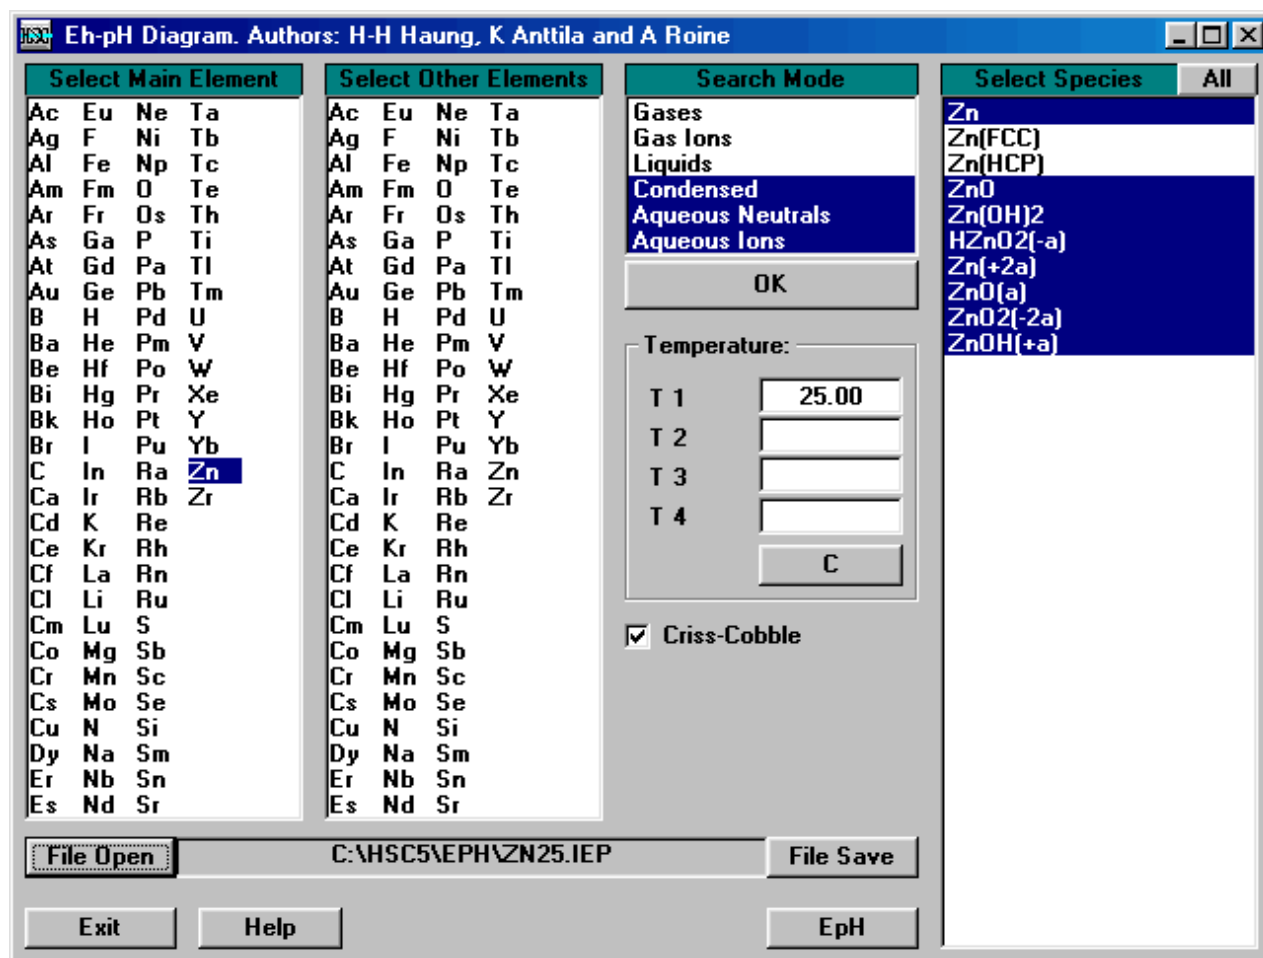 HSC Eh-pH Diagram. Authors: H-H Haung, K Anttila and A Roine
Select Main Element
Ac Eu Ne Ta
Ag F Ni Tb
Al Fe Np Tc
Am Fm O Te
Ar Fr Os Th
As Ga P Ti
At Gd Pa Tl
Au Ge Pb Tm
B H Pd U
Ba He Pm V
Be Hf Po W
Bi Hg Pr Xe
Bk Ho Pt Y
Br I Pu Yb
C In Ra Zn
Ca Ir Rb Zr
Cd K Re
Ce Kr Rh
Cf La Rn
Cl Li Ru
Cm Lu S
Co Mg Sb
Cr Mn Sc
Cs Mo Se
Cu N Si
Dy Na Sm
Er Nb Sn
Es Nd Sr
Select Other Elements
Ac Eu Ne Ta
Ag F Ni Tb
Al Fe Np Tc
Am Fm O Te
Ar Fr Os Th
As Ga P Ti
At Gd Pa Tl
Au Ge Pb Tm
B H Pd U
Ba He Pm V
Be Hf Po W
Bi Hg Pr Xe
Bk Ho Pt Y
Br I Pu Yb
C In Ra Zn
Ca Ir Rb Zr
Cd K Re
Ce Kr Rh
Cf La Rn
Cl Li Ru
Cm Lu S
Co Mg Sb
Cr Mn Sc
Cs Mo Se
Cu N Si
Dy Na Sm
Er Nb Sn
Es Nd Sr
Search Mode
Gases
Gas Ions
Liquids
Condensed
Aqueous Neutrals
Aqueous Ions
OK
Temperature:
T 1 25.00
T 2
T 3
T 4
C
Criss-Cobble
Select Species All
Zn
Zn(FCC)
Zn(HCP)
ZnO
Zn(OH)2
HZnO2(-a)
Zn(+2a)
ZnO(a)
ZnO2(-2a)
ZnOH(+a)
File Open C:\HSC5\EPH\ZN25.IEP File Save
Exit Help EpH